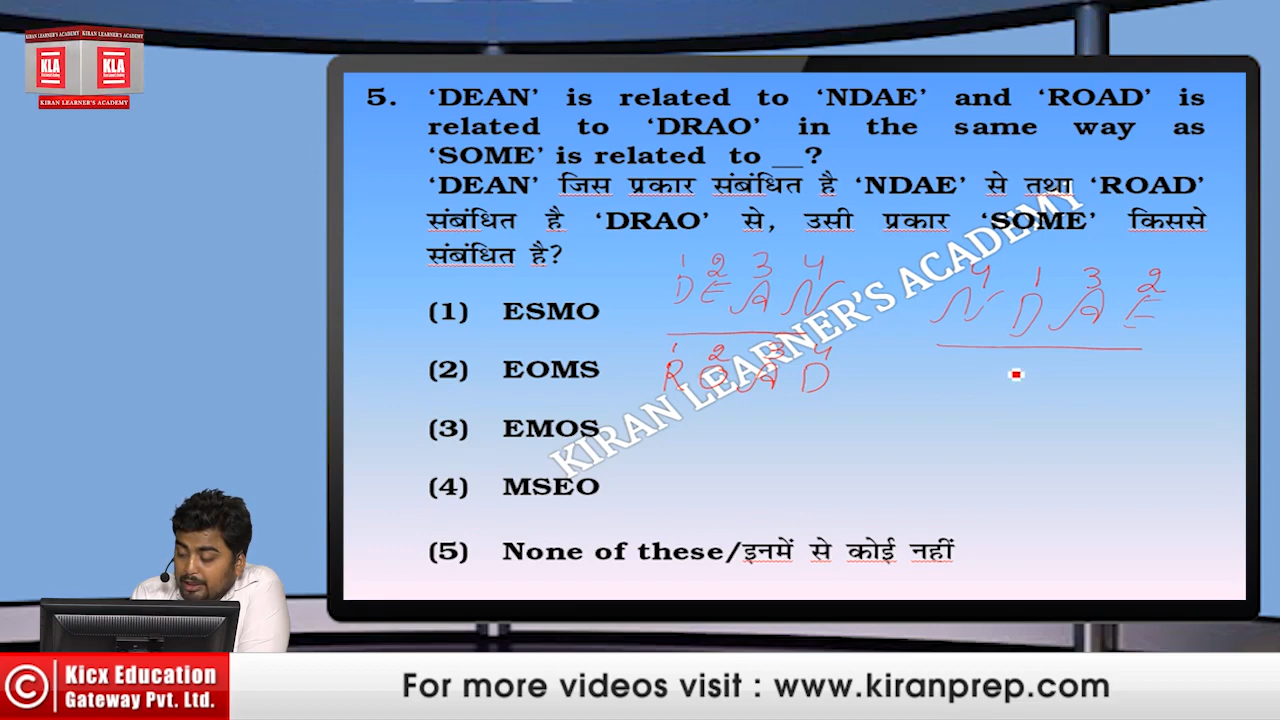 KIRAN LEARNER'S ACADEMY KIRAN LEARNER'S ACADEMY
KLA KLA
KIRAN LEARNER'S ACADEMY
5. ‘DEAN’ is related to ‘NDAE’ and ‘ROAD’ is
related to ‘DRAO’ in the same way as
‘SOME’ is related to __?
‘DEAN’ जिस प्रकार संबंधित है ‘NDAE’ से तथा ‘ROAD’
संबंधित है ‘DRAO’ से, उसी प्रकार ‘SOME’ किससे
संबंधित है?
1 2 3 4
D E A N
4 1 3 2
N D A E
1 2 3 4
R O A D
(1) ESMO
(2) EOMS
(3) EMOS
(4) MSEO
(5) None of these/इनमें से कोई नहीं
KIRAN LEARNER'S ACADEMY
© Kicx Education
Gateway Pvt. Ltd.
For more videos visit : www.kiranprep.com